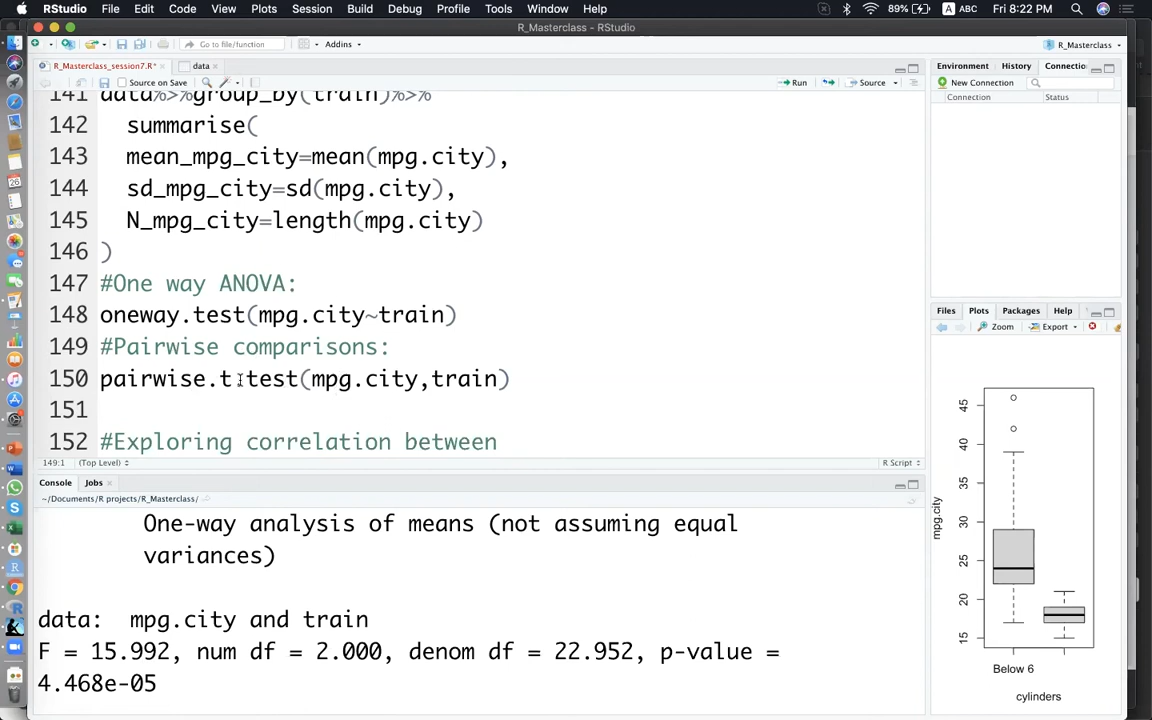 RStudio File Edit Code View Plots Session Build Debug Profile Tools Window Help 89% ABC Fri 8:22 PM
R_Masterclass - RStudio
Go to file/function Addins R_Masterclass
R_Masterclass_session7.R* data
Source on Save Run Source
141 data%>%group_by(train)%>%
142 summarise(
143 mean_mpg_city=mean(mpg.city),
144 sd_mpg_city=sd(mpg.city),
145 N_mpg_city=length(mpg.city)
146 )
147 #One way ANOVA:
148 oneway.test(mpg.city~train)
149 #Pairwise comparisons:
150 pairwise.t.test(mpg.city,train)
151
152 #Exploring correlation between
149:1 (Top Level) R Script
Console Jobs
~/Documents/R projects/R_Masterclass/
One-way analysis of means (not assuming equal
variances)
data: mpg.city and train
F = 15.992, num df = 2.000, denom df = 22.952, p-value =
4.468e-05
Environment History Connectio
New Connection
Connection Status
Files Plots Packages Help
Zoom Export
45
40
35
30
25
20
15
mpg.city
Below 6
cylinders